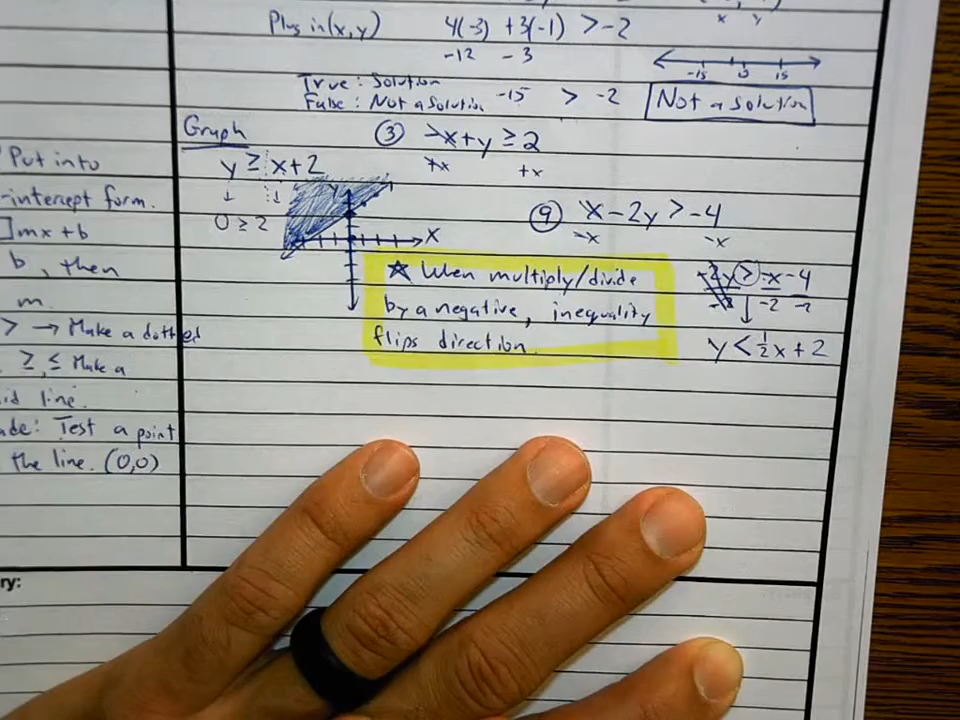 x y
Plug in (x,y) 4(-3) + 3(-1) > -2
-12 - 3
-15 0 15
True: Solution
False: Not a Solution -15 > -2 Not a solution
Graph ③ -x+y ≥ 2
+x +x
y ≥ x+2
0 ≥ 2
y
x
⑨ x - 2y > -4
-x -x
★ When multiply/divide
by a negative, inequality
flips direction.
-2y > -x - 4
-2 -2 -2
y < 1/2x + 2
Put into
-intercept form.
mx + b
b, then
m.
> → Make a dotted
≥, ≤ Make a
line.
Test a point
the line. (0,0)
ry: